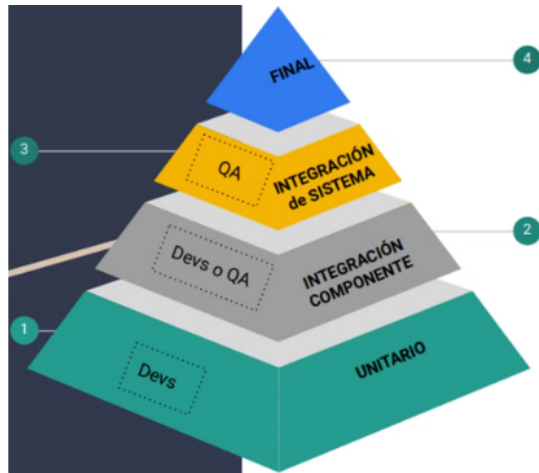 FINAL
4
3
QA
INTEGRACIÓN
de SISTEMA
2
Devs o QA
INTEGRACIÓN
COMPONENTE
1
Devs
UNITARIO